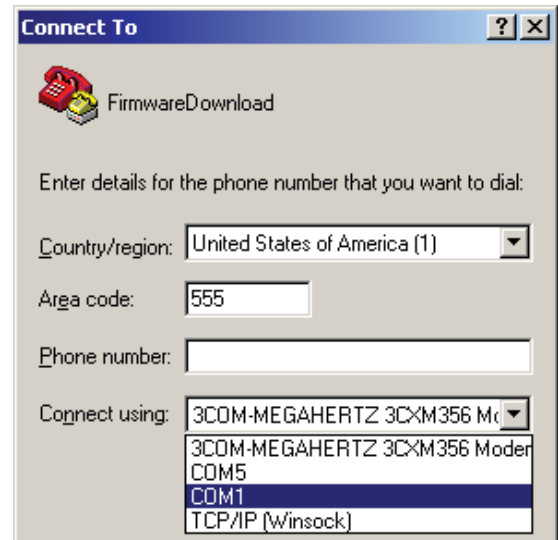 Connect To
FirmwareDownload
Enter details for the phone number that you want to dial:
Country/region: United States of America (1)
Area code: 555
Phone number:
Connect using: 3COM-MEGAHERTZ 3CXM356 Mo
3COM-MEGAHERTZ 3CXM356 Moder
COM5
COM1
TCP/IP (Winsock)